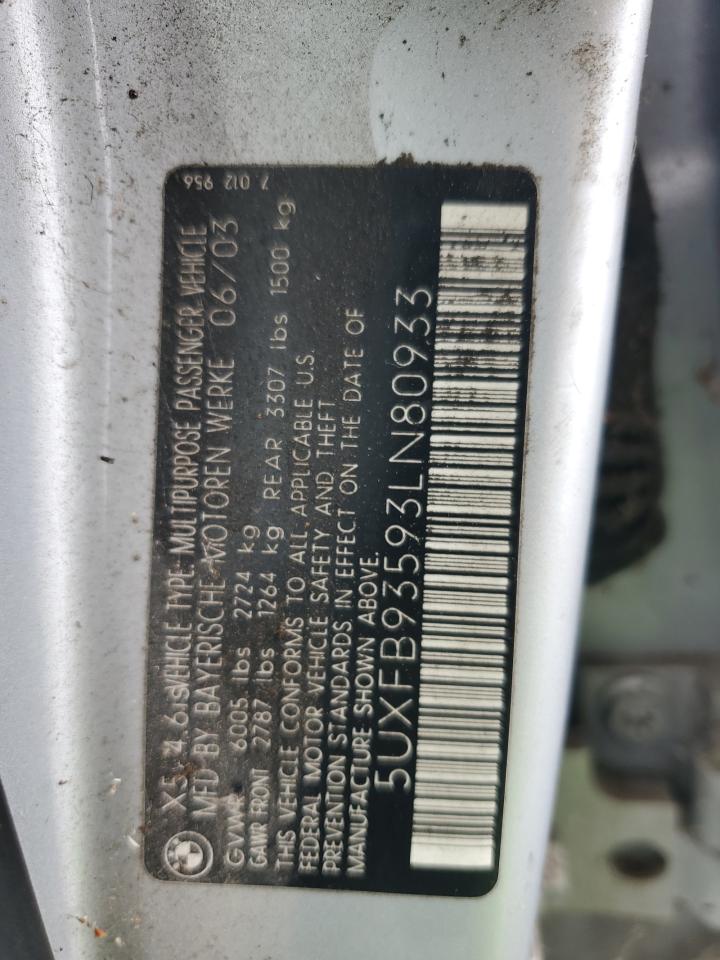 X5 4.6is VEHICLE TYPE: MULTIPURPOSE PASSENGER VEHICLE
MFD BY BAYERISCHE MOTOREN WERKE 06/03
GVWR 6005 lbs 2724 kg
GAWR FRONT 2787 lbs 1264 kg REAR 3307 lbs 1500 kg
THIS VEHICLE CONFORMS TO ALL APPLICABLE U.S.
FEDERAL MOTOR VEHICLE SAFETY AND THEFT
PREVENTION STANDARDS IN EFFECT ON THE DATE OF
MANUFACTURE SHOWN ABOVE.
5UXFB93593LN80933
7 012 956